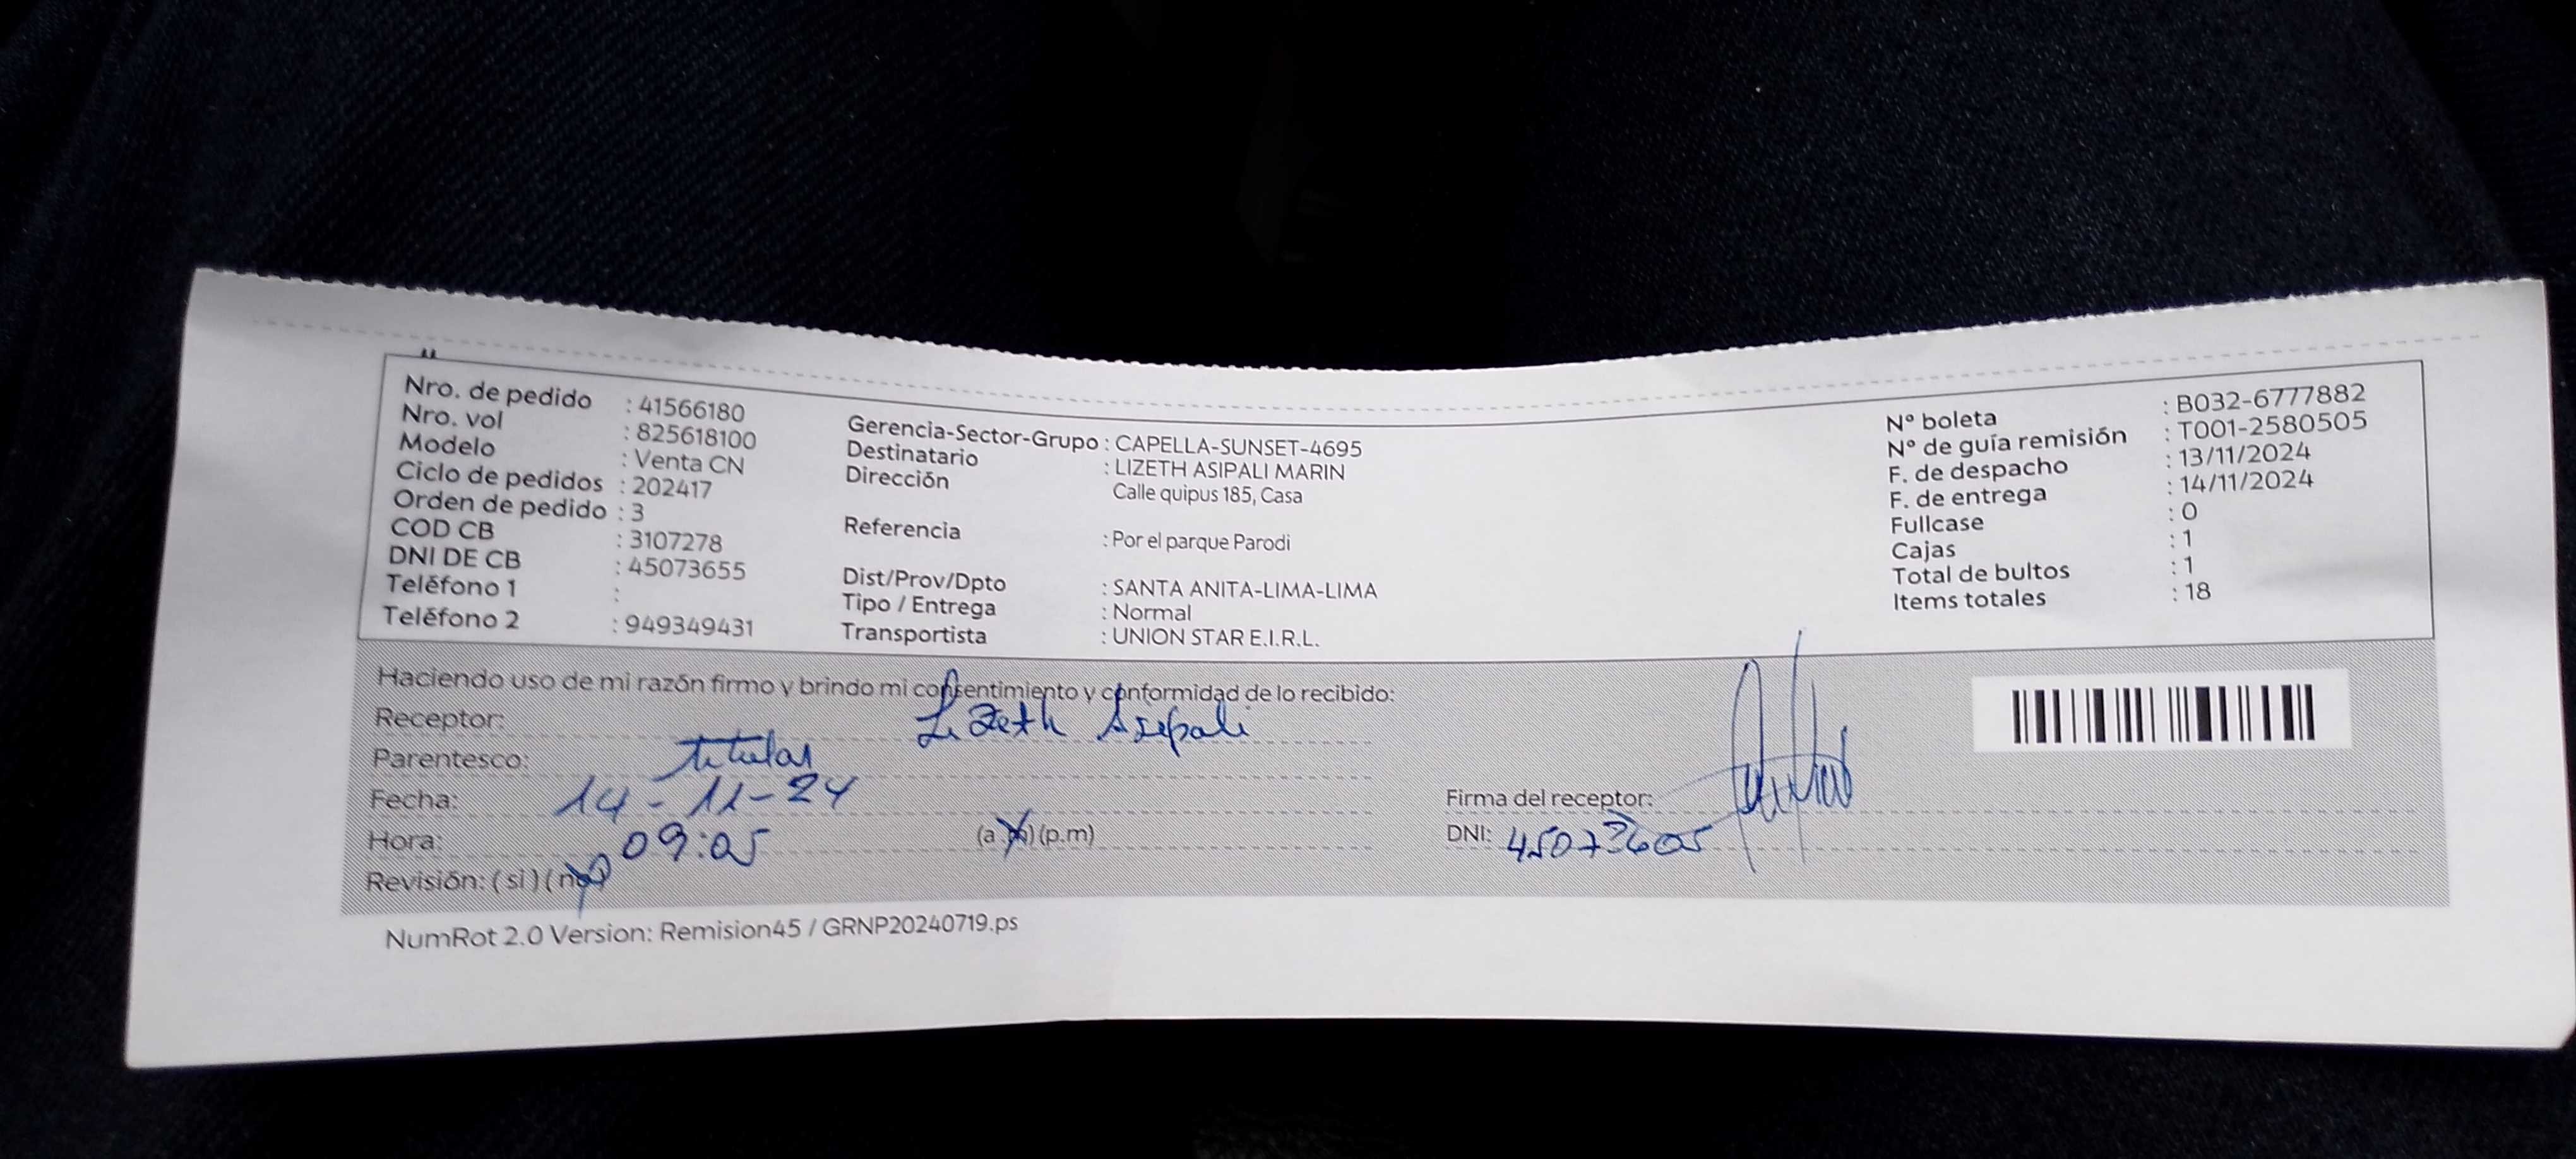 Nro. de pedido : 41566180
Nro. vol : 825618100
Modelo : Venta CN
Ciclo de pedidos : 202417
Orden de pedido : 3
COD CB : 3107278
DNI DE CB : 45073655
Teléfono 1 :
Teléfono 2 : 949349431
Gerencia-Sector-Grupo : CAPELLA-SUNSET-4695
Destinatario : LIZETH ASIPALI MARIN
Dirección Calle quipus 185, Casa
Referencia : Por el parque Parodi
Dist/Prov/Dpto : SANTA ANITA-LIMA-LIMA
Tipo / Entrega : Normal
Transportista : UNION STAR E.I.R.L.
Nº boleta : B032-6777882
Nº de guía remisión : T001-2580505
F. de despacho : 13/11/2024
F. de entrega : 14/11/2024
Fullcase : 0
Cajas : 1
Total de bultos : 1
Items totales : 18
Haciendo uso de mi razón firmo y brindo mi consentimiento y conformidad de lo recibido:
Receptor: Lizeth Asipali
Parentesco: titular
Fecha: 14-11-24
Hora: 09:05 (a.m) (p.m)
Revisión: ( si ) ( no )
Firma del receptor:
DNI: 45073605
NumRot 2.0 Version: Remision45 / GRNP20240719.ps